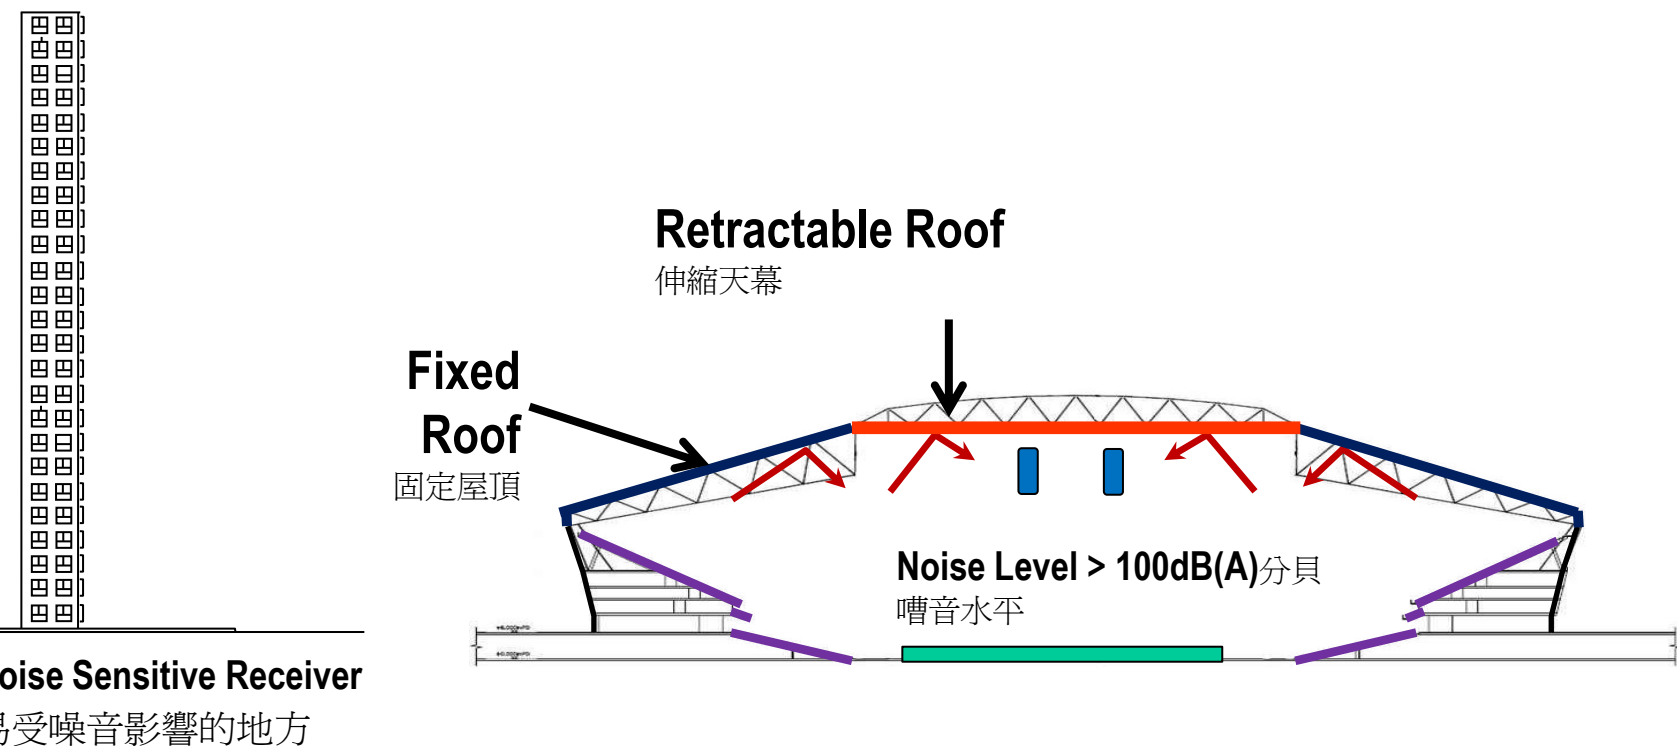 Retractable Roof
伸縮天幕
Fixed
Roof
固定屋頂
Noise Level > 100dB(A)分貝
嘈音水平
oise Sensitive Receiver
易受噪音影響的地方